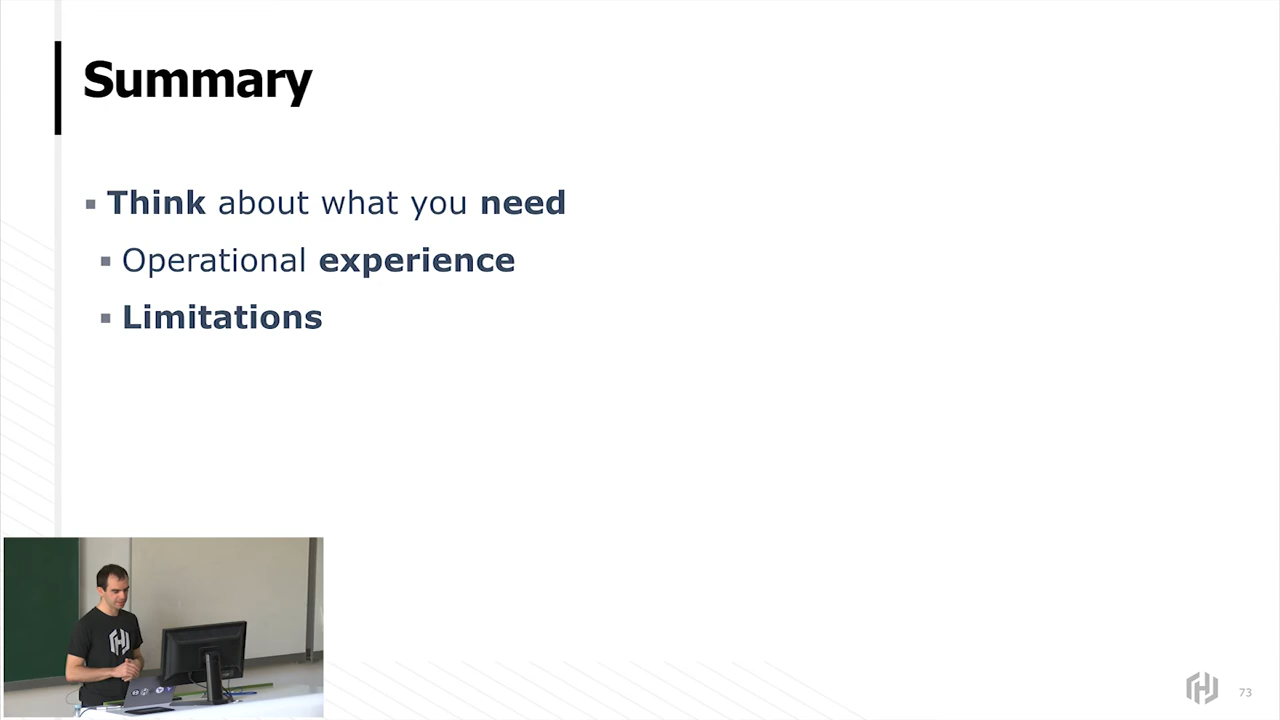 Summary
Think about what you need
Operational experience
Limitations
73